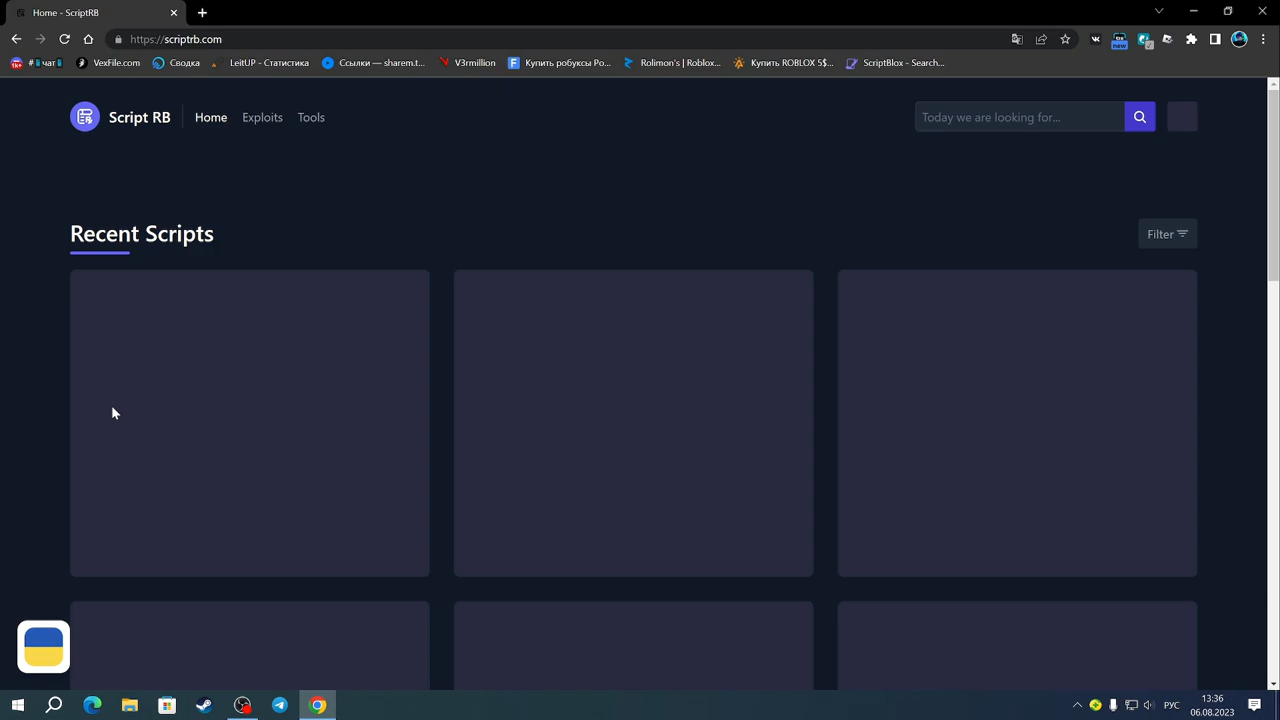 Home - ScriptRB
https://scriptrb.com
VexFile.com
Сводка
LeitUP - Статистика
Ссылки — sharem.t...
V3rmillion
Купить робуксы Ро...
Rolimon's | Roblox...
Купить ROBLOX 5$...
ScriptBlox - Search...
new
Script RB
Home
Exploits
Tools
Today we are looking for...
Recent Scripts
Filter
РУС
13:36
06.08.2023